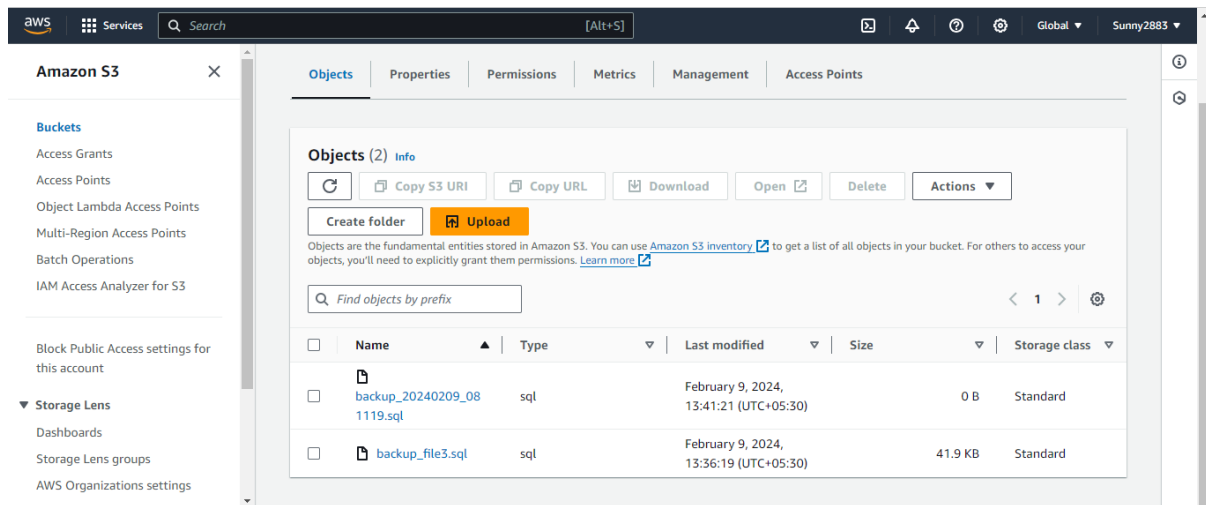 aws
Services
Search [Alt+S]
Global
Sunny2883
Amazon S3
Buckets
Access Grants
Access Points
Object Lambda Access Points
Multi-Region Access Points
Batch Operations
IAM Access Analyzer for S3
Block Public Access settings for
this account
Storage Lens
Dashboards
Storage Lens groups
AWS Organizations settings
Objects Properties Permissions Metrics Management Access Points
Objects (2) Info
Copy S3 URI Copy URL Download Open Delete Actions
Create folder Upload
Objects are the fundamental entities stored in Amazon S3. You can use Amazon S3 inventory to get a list of all objects in your bucket. For others to access your
objects, you'll need to explicitly grant them permissions. Learn more
Find objects by prefix
1
Name Type Last modified Size Storage class
backup_20240209_08
1119.sql
sql
February 9, 2024,
13:41:21 (UTC+05:30)
0 B
Standard
backup_file3.sql
sql
February 9, 2024,
13:36:19 (UTC+05:30)
41.9 KB
Standard